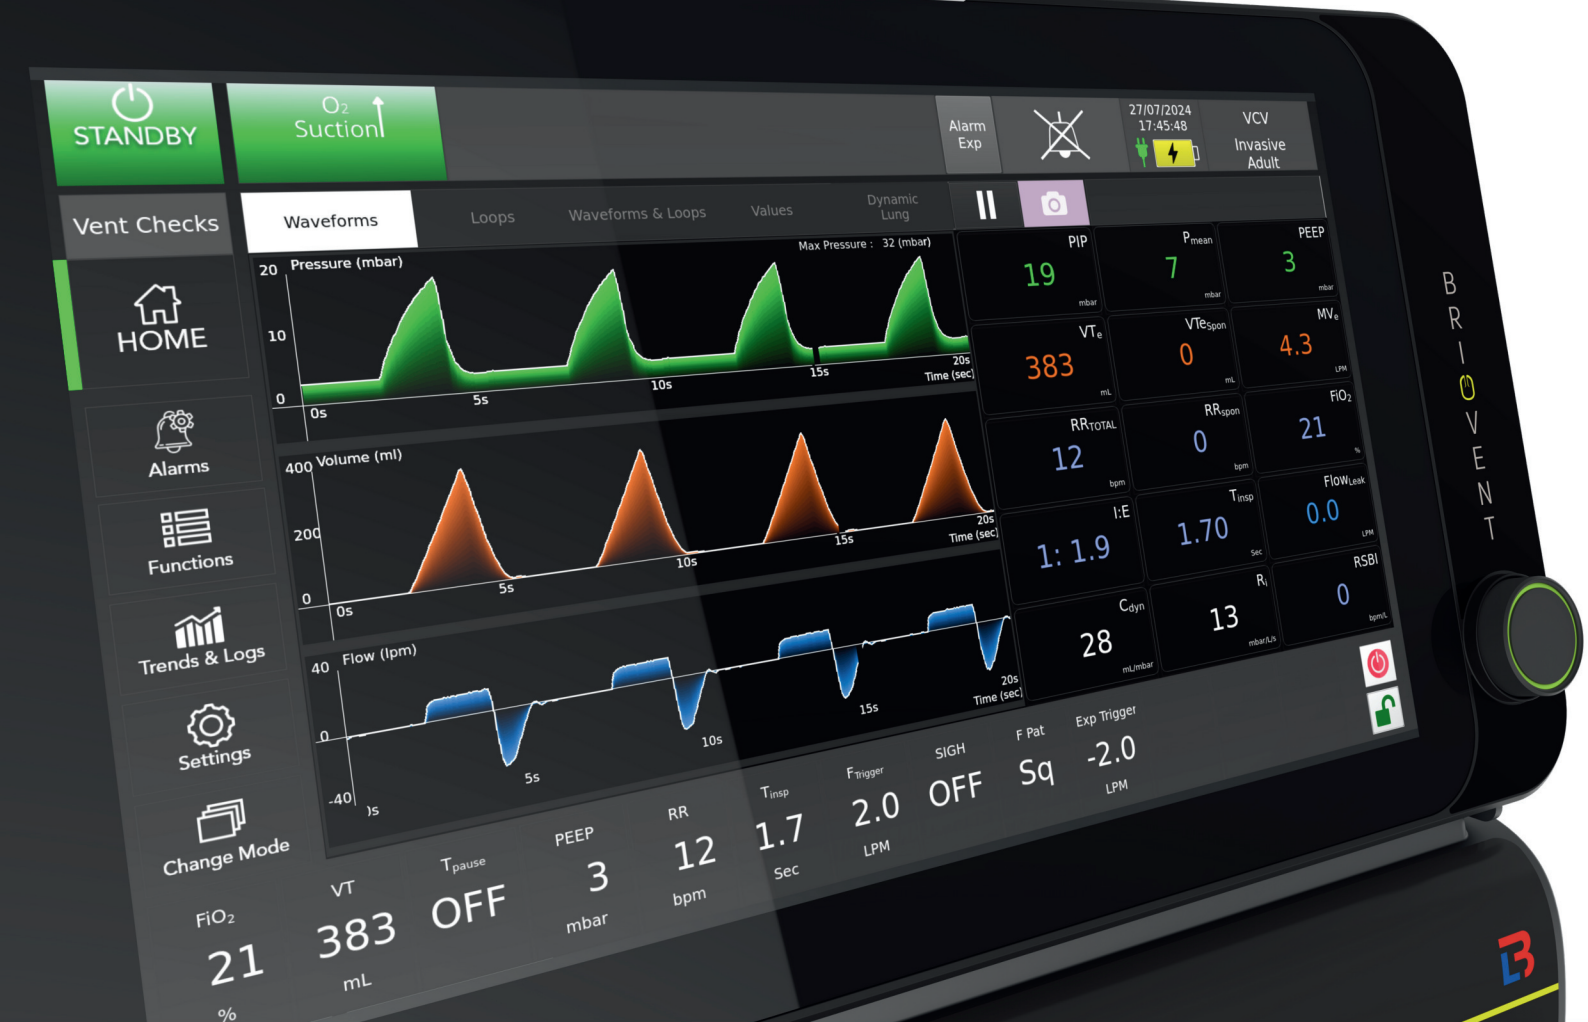 STANDBY
O₂
Suction
Alarm
Exp
27/07/2024
17:45:48
VCV
Invasive
Adult
Vent Checks
Waveforms
Loops
Waveforms & Loops
Values
Dynamic
Lung
HOME
Alarms
Functions
Trends & Logs
Settings
Change Mode
Pressure (mbar)
Max Pressure : 32 (mbar)
20
10
0
0s
5s
10s
15s
20s
Time (sec)
Volume (ml)
400
200
0
0s
5s
10s
15s
20s
Time (sec)
Flow (lpm)
40
0
-40
5s
10s
15s
20s
Time (sec)
PIP
19
mbar
Pmean
7
mbar
PEEP
3
mbar
VTe
383
mL
VTeSpon
0
mL
MVe
4.3
LPM
RRTOTAL
12
bpm
RRspon
0
bpm
FiO₂
21
%
I:E
1: 1.9
Tinsp
1.70
Sec
FlowLeak
0.0
LPM
Cdyn
28
mL/mbar
Ri
13
mbar/L/s
RSBI
0
bpm/L
FiO₂
21
%
VT
383
mL
Tpause
OFF
PEEP
3
mbar
RR
12
bpm
Tinsp
1.7
Sec
FTrigger
2.0
LPM
SIGH
OFF
F Pat
Sq
Exp Trigger
-2.0
LPM
BRIOVENT